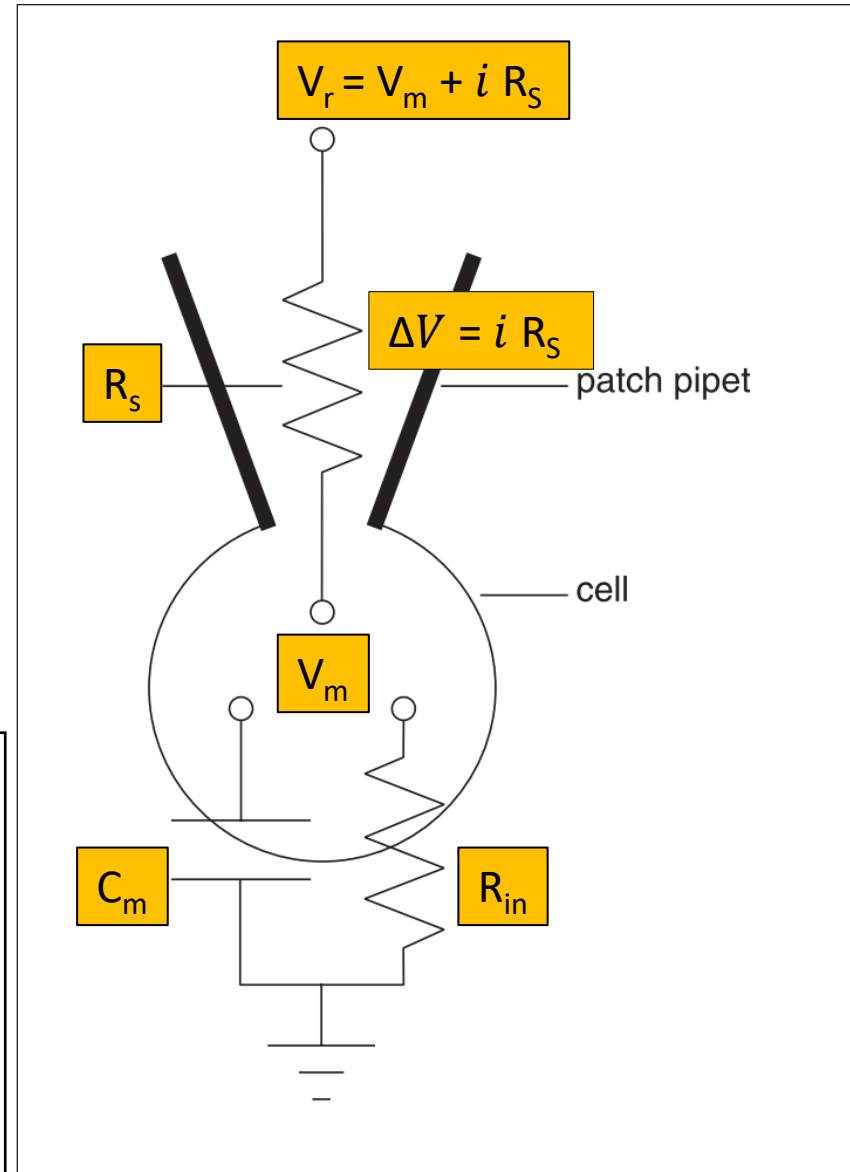 Vr = Vm + i RS
ΔV = i RS
Rs
patch pipet
cell
Vm
Cm
Rin